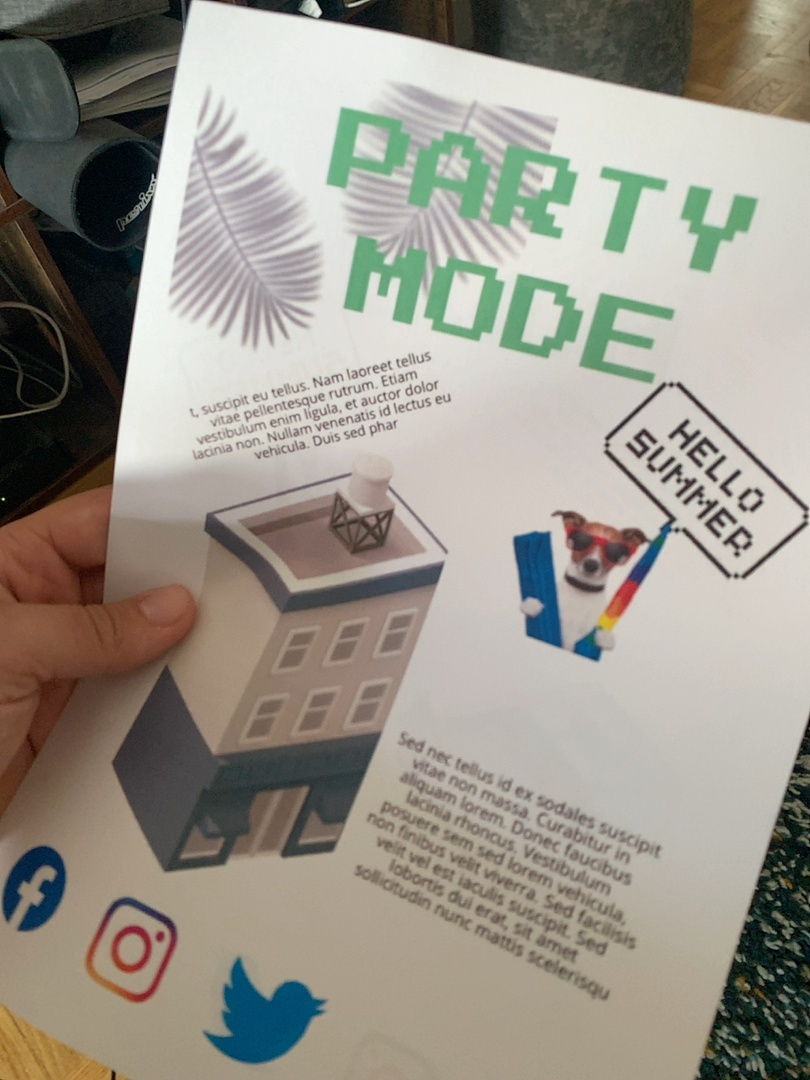 PARTY
MODE
t, suscipit eu tellus. Nam laoreet tellus
vitae pellentesque rutrum. Etiam
vestibulum enim ligula, et auctor dolor
lacinia non. Nullam venenatis id lectus eu
vehicula. Duis sed phar
HELLO
SUMMER
Sed nec tellus id ex sodales suscipit
vitae non massa. Curabitur in
aliquam lorem. Donec faucibus
lacinia rhoncus. Vestibulum
posuere sem sed lorem vehicula,
non finibus velit viverra. Sed facilisis
velit vel est iaculis suscipit. Sed
lobortis dui erat, sit amet
sollicitudin nunc mattis scelerisqu